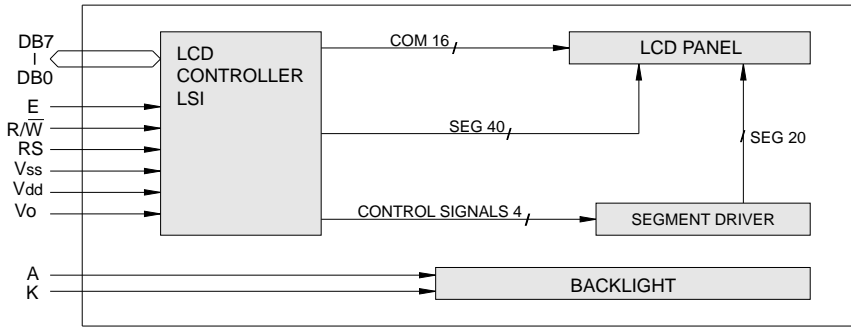 DB7
I
DB0
E
R/W̅
RS
Vss
Vdd
Vo
A
K
LCD
CONTROLLER
LSI
COM 16
LCD PANEL
SEG 40
SEG 20
CONTROL SIGNALS 4
SEGMENT DRIVER
BACKLIGHT